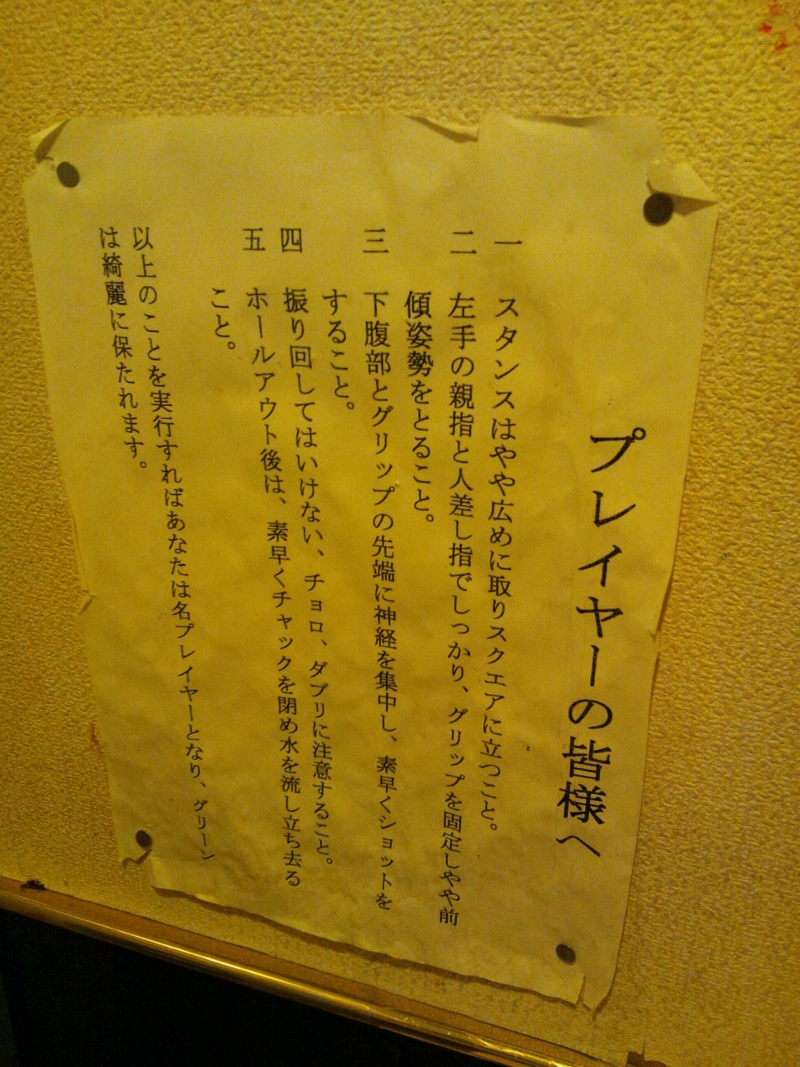 プレイヤーの皆様へ
一 スタンスはやや広めに取りスクエアに立つこと。
二 左手の親指と人差し指でしっかり、グリップを固定しやや前
傾姿勢をとること。
三 下腹部とグリップの先端に神経を集中し、素早くショットを
すること。
四 振り回してはいけない、チョロ、ダブリに注意すること。
五 ホールアウト後は、素早くチャックを閉め水を流し立ち去る
こと。
以上のことを実行すればあなたは名プレイヤーとなり、グリーン
は綺麗に保たれます。